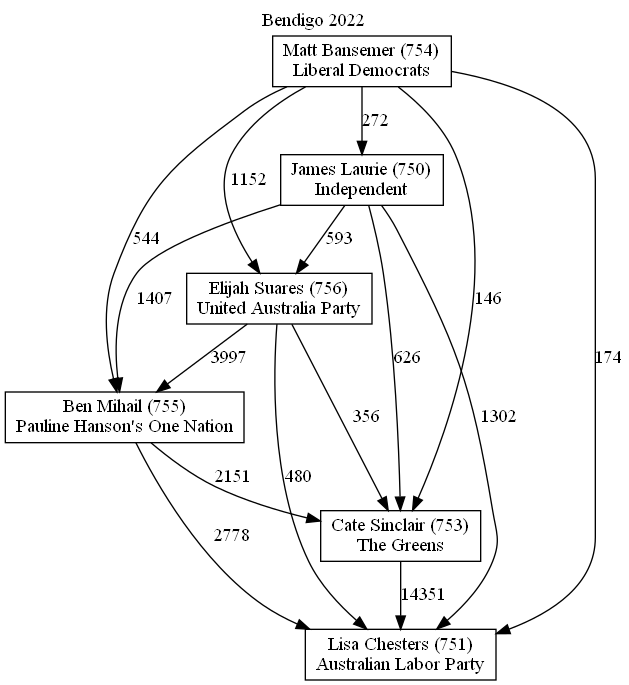 Bendigo 2022
Matt Bansemer (754)
Liberal Democrats
272
James Laurie (750)
Independent
1152
544
593
1407
Elijah Suares (756)
United Australia Party
146
626
174
3997
356
1302
Ben Mihail (755)
Pauline Hanson's One Nation
2151
480
Cate Sinclair (753)
The Greens
2778
14351
Lisa Chesters (751)
Australian Labor Party